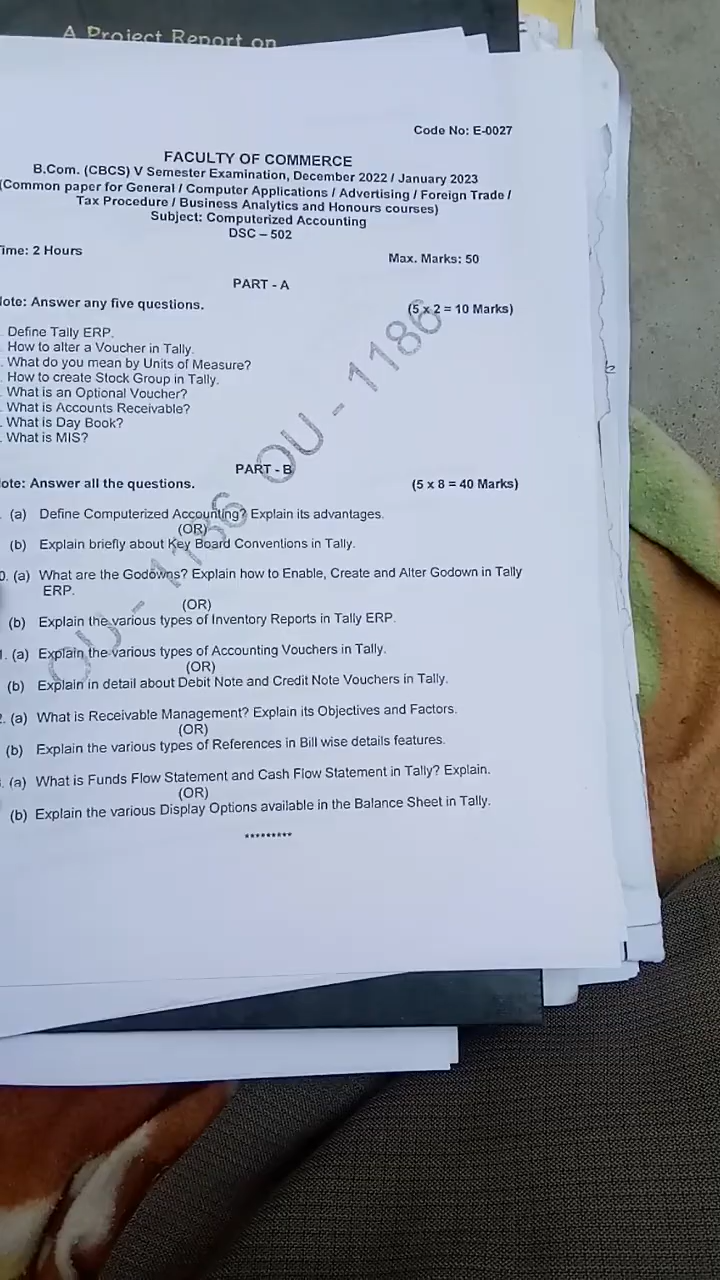 A Project Report on
Code No: E-0027
FACULTY OF COMMERCE
B.Com. (CBCS) V Semester Examination, December 2022 / January 2023
(Common paper for General / Computer Applications / Advertising / Foreign Trade /
Tax Procedure / Business Analytics and Honours courses)
Subject: Computerized Accounting
DSC – 502
ime: 2 Hours
Max. Marks: 50
PART - A
lote: Answer any five questions. (5 x 2 = 10 Marks)
. Define Tally ERP.
. How to alter a Voucher in Tally.
. What do you mean by Units of Measure?
. How to create Stock Group in Tally.
. What is an Optional Voucher?
. What is Accounts Receivable?
. What is Day Book?
. What is MIS?
PART - B
ote: Answer all the questions. (5 x 8 = 40 Marks)
. (a) Define Computerized Accounting? Explain its advantages.
(OR)
(b) Explain briefly about Key Board Conventions in Tally.
0. (a) What are the Godowns? Explain how to Enable, Create and Alter Godown in Tally
ERP.
(OR)
(b) Explain the various types of Inventory Reports in Tally ERP.
1. (a) Explain the various types of Accounting Vouchers in Tally.
(OR)
(b) Explain in detail about Debit Note and Credit Note Vouchers in Tally.
2. (a) What is Receivable Management? Explain its Objectives and Factors.
(OR)
(b) Explain the various types of References in Bill wise details features.
. (a) What is Funds Flow Statement and Cash Flow Statement in Tally? Explain.
(OR)
(b) Explain the various Display Options available in the Balance Sheet in Tally.
*********
OU - 1186 OU - 1186